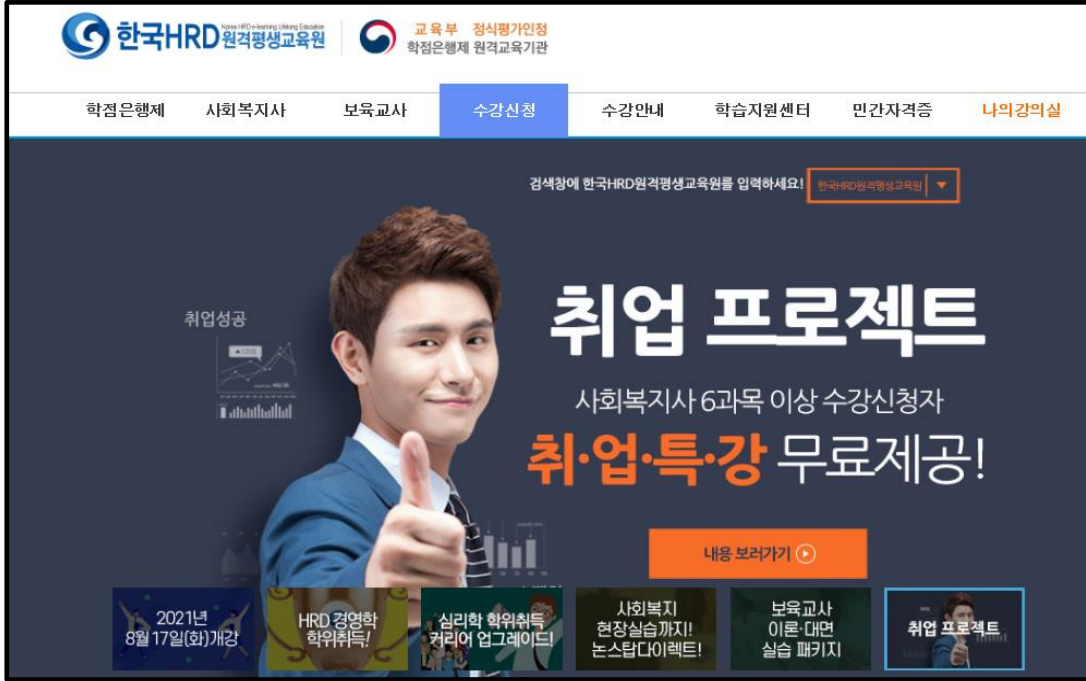 한국HRD Korea HRD e-learning Lifelong Education 원격평생교육원
교육부 정식평가인정
학점은행제 원격교육기관
학점은행제 사회복지사 보육교사 수강신청 수강안내 학습지원센터 민간자격증 나의강의실
검색창에 한국HRD원격평생교육원를 입력하세요! 한국HRD원격평생교육원
취업성공
취업 프로젝트
사회복지사 6과목 이상 수강신청자
취·업·특·강 무료제공!
내용 보러가기
2021년
8월 17일(화)개강
HRD 경영학
학위취득!
심리학 학위취득
커리어 업그레이드!
사회복지
현장실습까지!
논스탑다이렉트!
보육교사
이론·대면
실습 패키지
취업 프로젝트